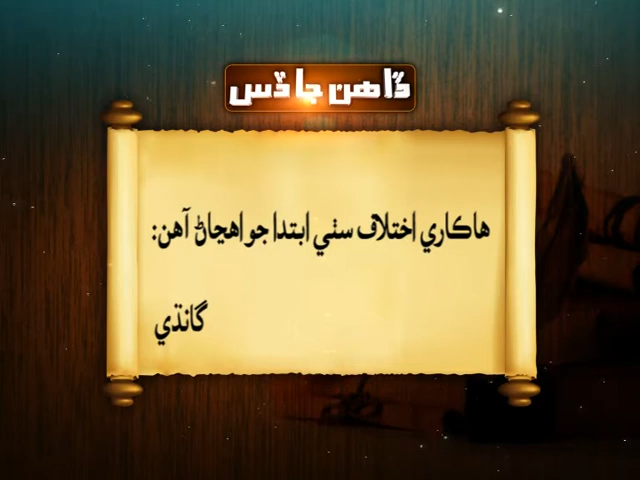 ڏاهن جا ڏس
هاڪاري اختلاف سٺي ابتدا جو اهڃاڻ آهن:
گانڌي